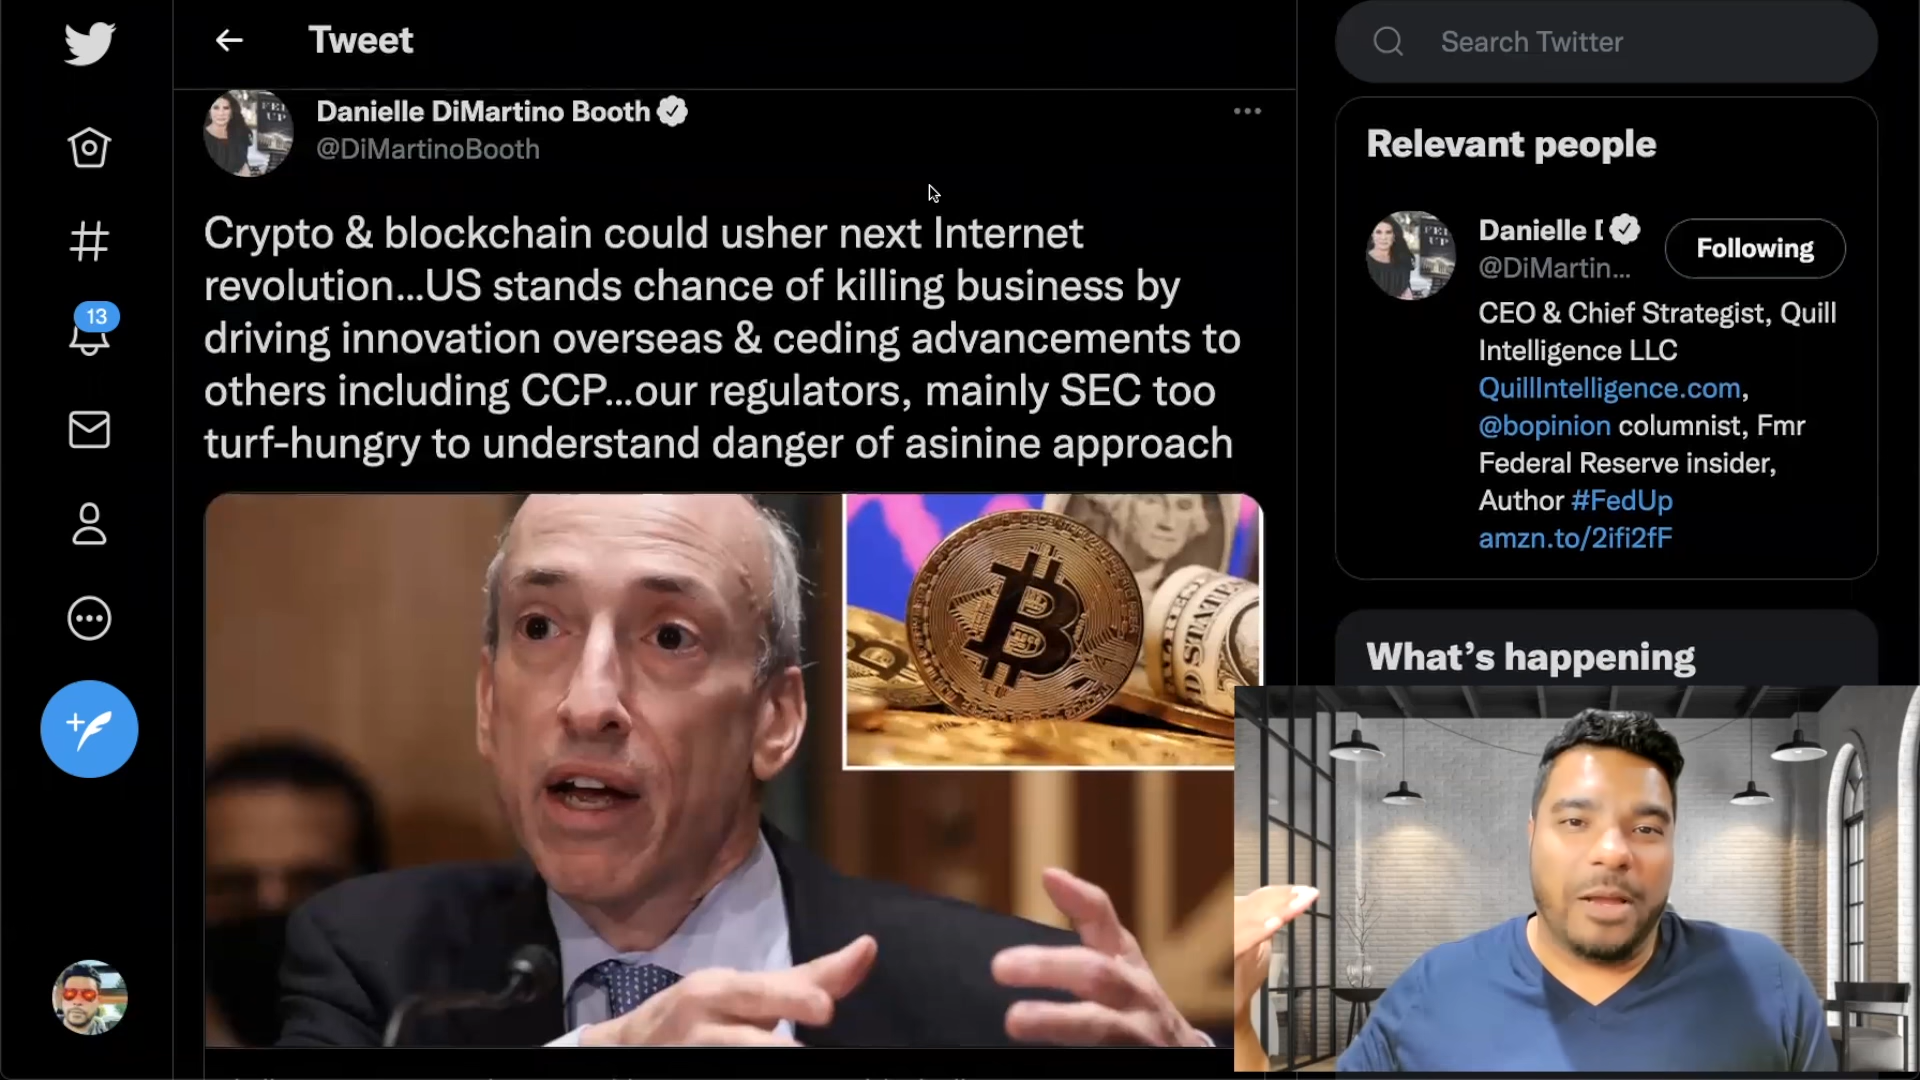 Tweet
Search Twitter
Danielle DiMartino Booth
@DiMartinoBooth
Crypto & blockchain could usher next Internet
revolution...US stands chance of killing business by
driving innovation overseas & ceding advancements to
others including CCP...our regulators, mainly SEC too
turf-hungry to understand danger of asinine approach
13
Relevant people
Danielle D
@DiMartin...
Following
CEO & Chief Strategist, Quill
Intelligence LLC
QuillIntelligence.com,
@bopinion columnist, Fmr
Federal Reserve insider,
Author #FedUp
amzn.to/2ifi2fF
What's happening